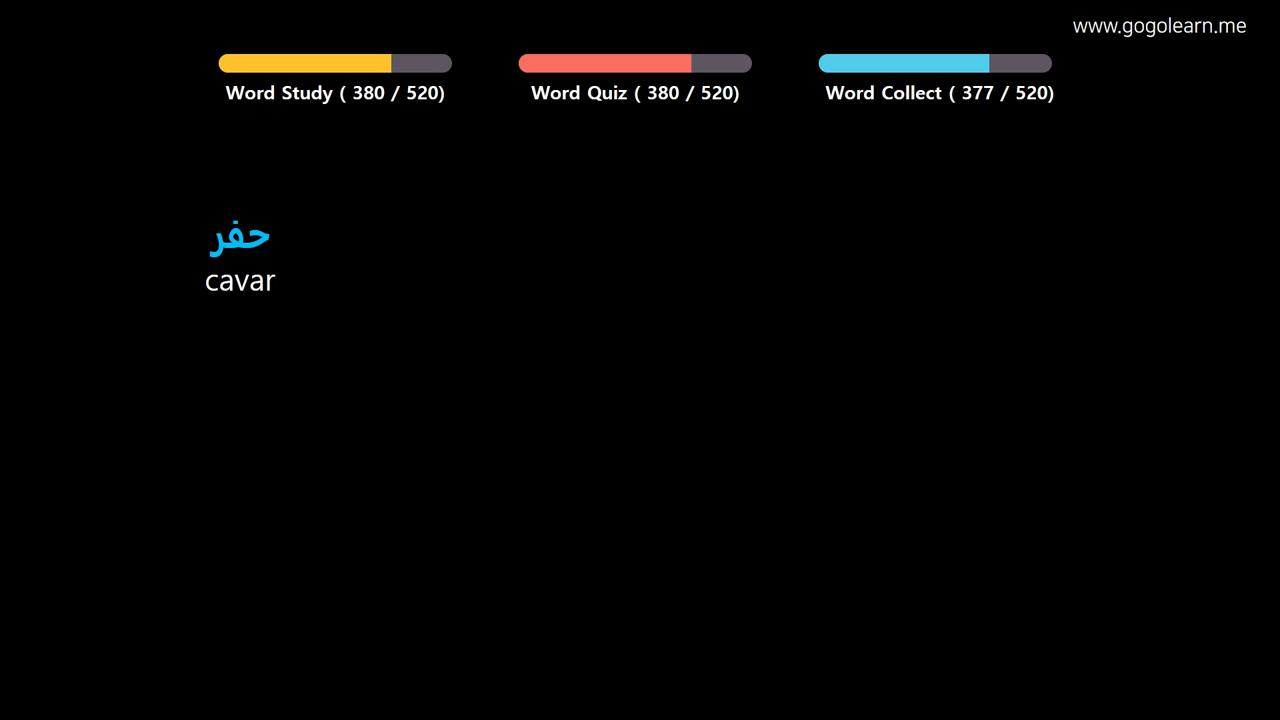 www.gogolearn.me
Word Study ( 380 / 520)
Word Quiz ( 380 / 520)
Word Collect ( 377 / 520)
حفر
cavar